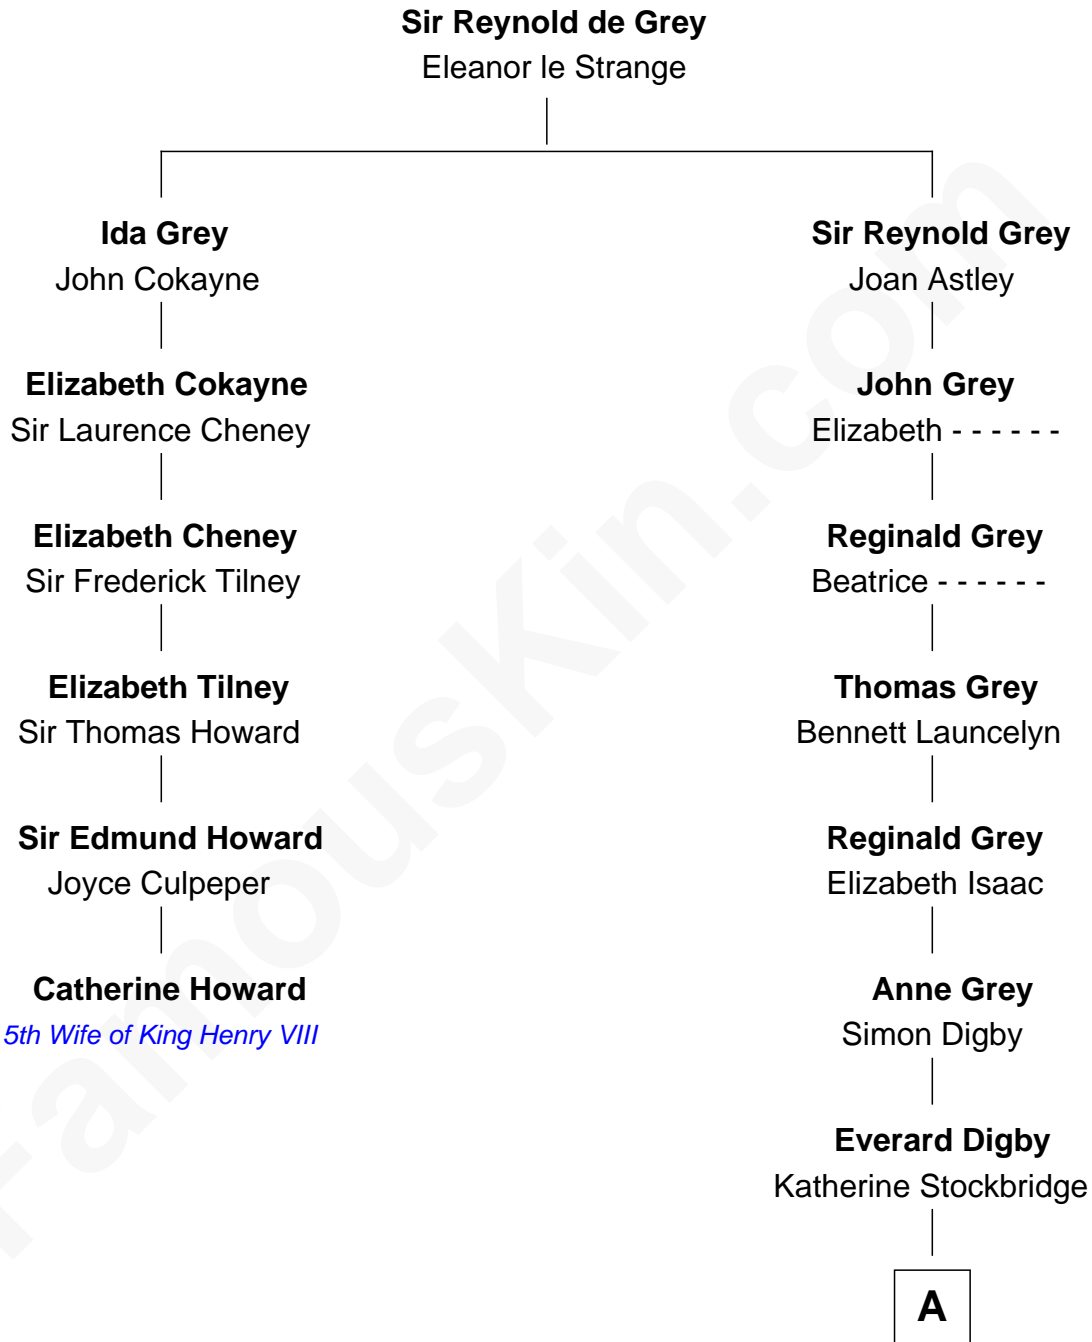 Sir Reynold de Grey
Eleanor le Strange
Ida Grey
John Cokayne
Sir Reynold Grey
Joan Astley
Elizabeth Cokayne
Sir Laurence Cheney
John Grey
Elizabeth - - - - - -
Elizabeth Cheney
Sir Frederick Tilney
Reginald Grey
Beatrice - - - - - -
Elizabeth Tilney
Sir Thomas Howard
Thomas Grey
Bennett Launcelyn
Sir Edmund Howard
Joyce Culpeper
Reginald Grey
Elizabeth Isaac
Catherine Howard
5th Wife of King Henry VIII
Anne Grey
Simon Digby
Everard Digby
Katherine Stockbridge
A
FamousKin.com